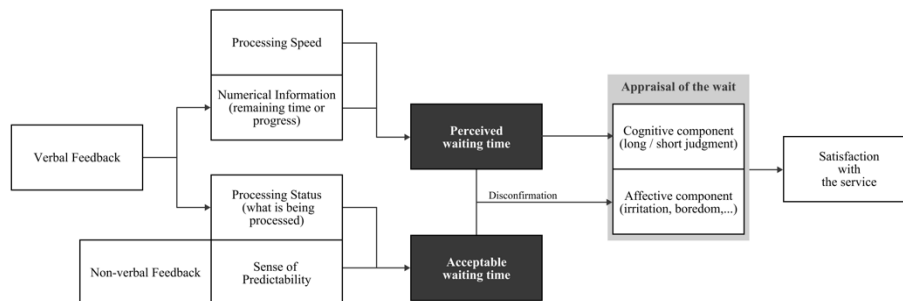 Processing Speed
Numerical Information
(remaining time or
progress)
Verbal Feedback
Processing Status
(what is being
processed)
Non-verbal Feedback
Sense of
Predictability
Perceived
waiting time
Disconfirmation
Acceptable
waiting time
Appraisal of the wait
Cognitive component
(long / short judgment)
Affective component
(irritation, boredom,...)
Satisfaction
with
the service